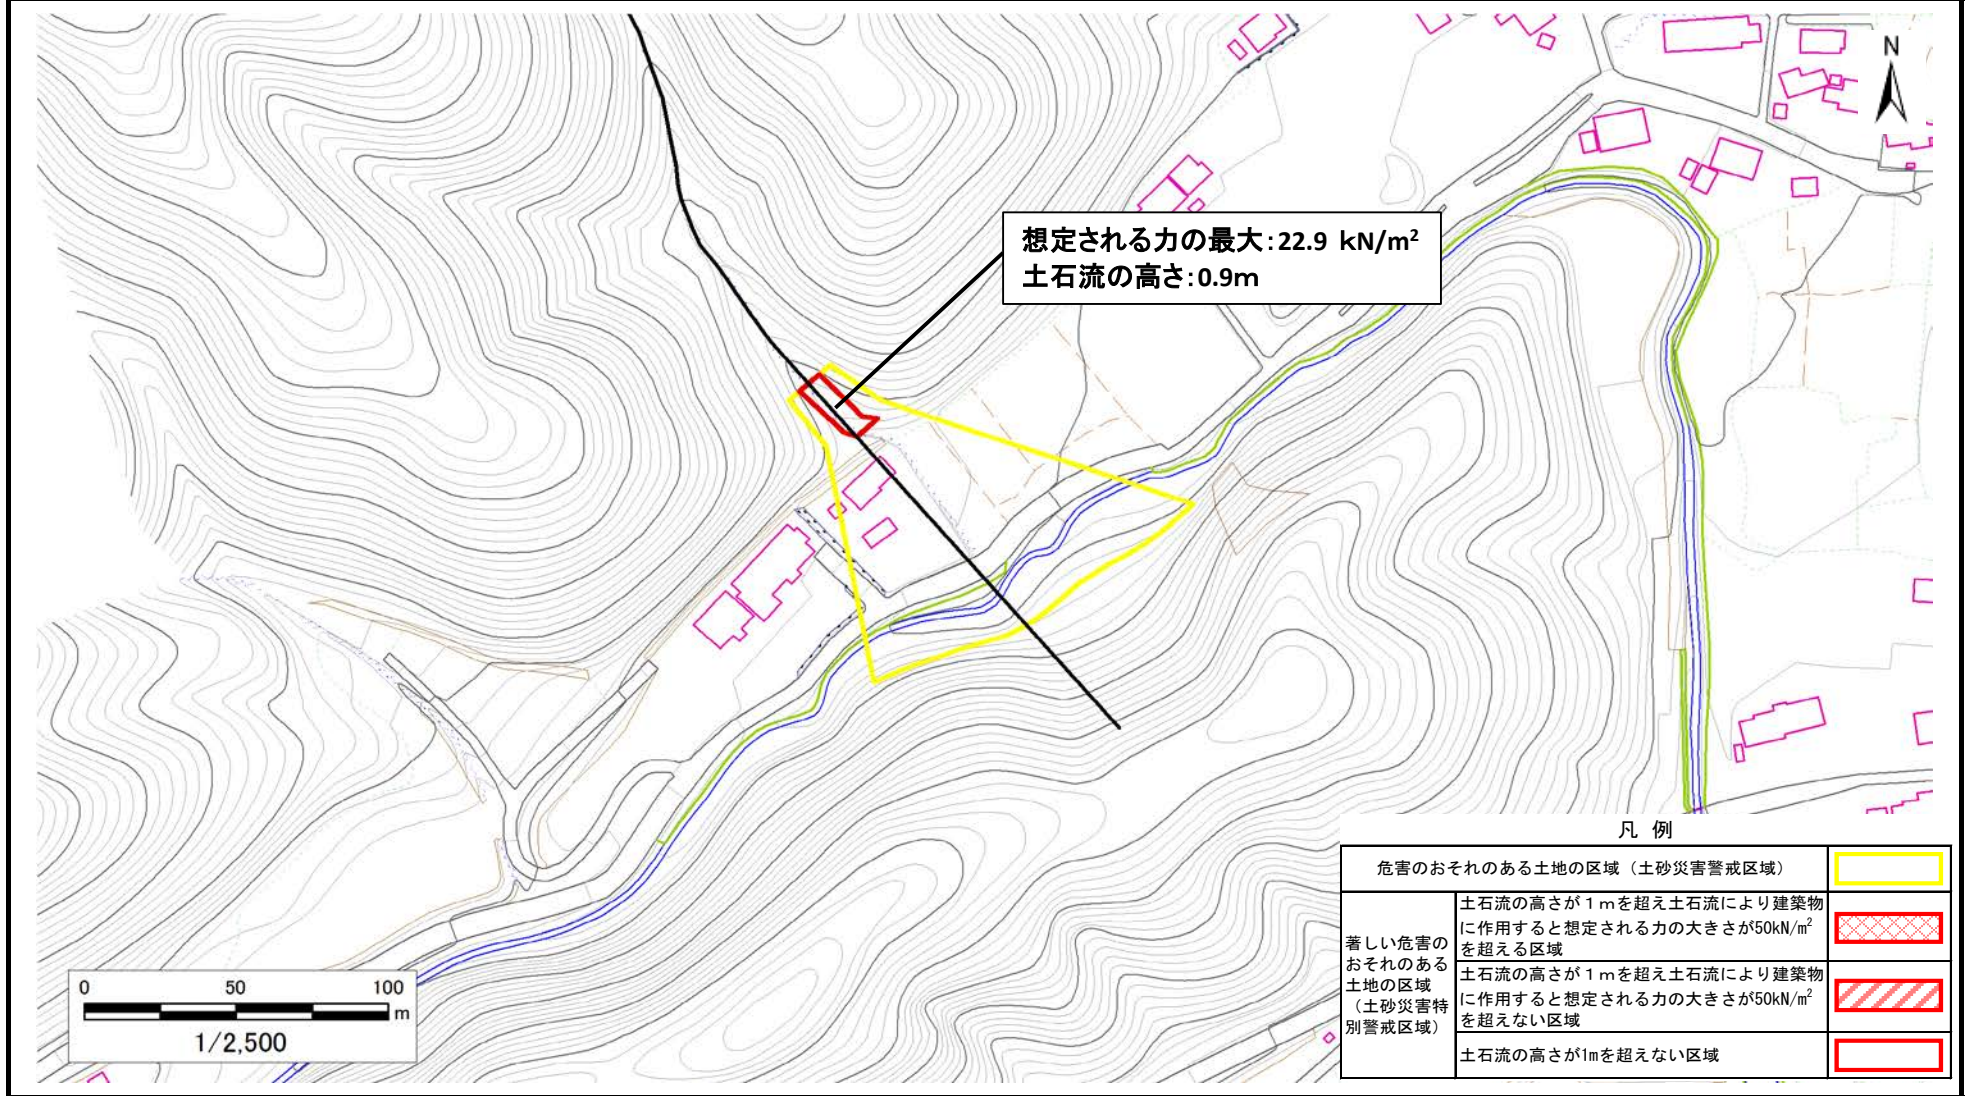 N
想定される力の最大：22.9 kN/m²
土石流の高さ：0.9m
凡 例
危害のおそれのある土地の区域（土砂災害警戒区域）
著しい危害の
おそれのある
土地の区域
（土砂災害特
別警戒区域）
土石流の高さが１ｍを超え土石流により建築物
に作用すると想定される力の大きさが50kN/m²
を超える区域
土石流の高さが１ｍを超え土石流により建築物
に作用すると想定される力の大きさが50kN/m²
を超えない区域
土石流の高さが1mを超えない区域
0 50 100
m
1/2,500